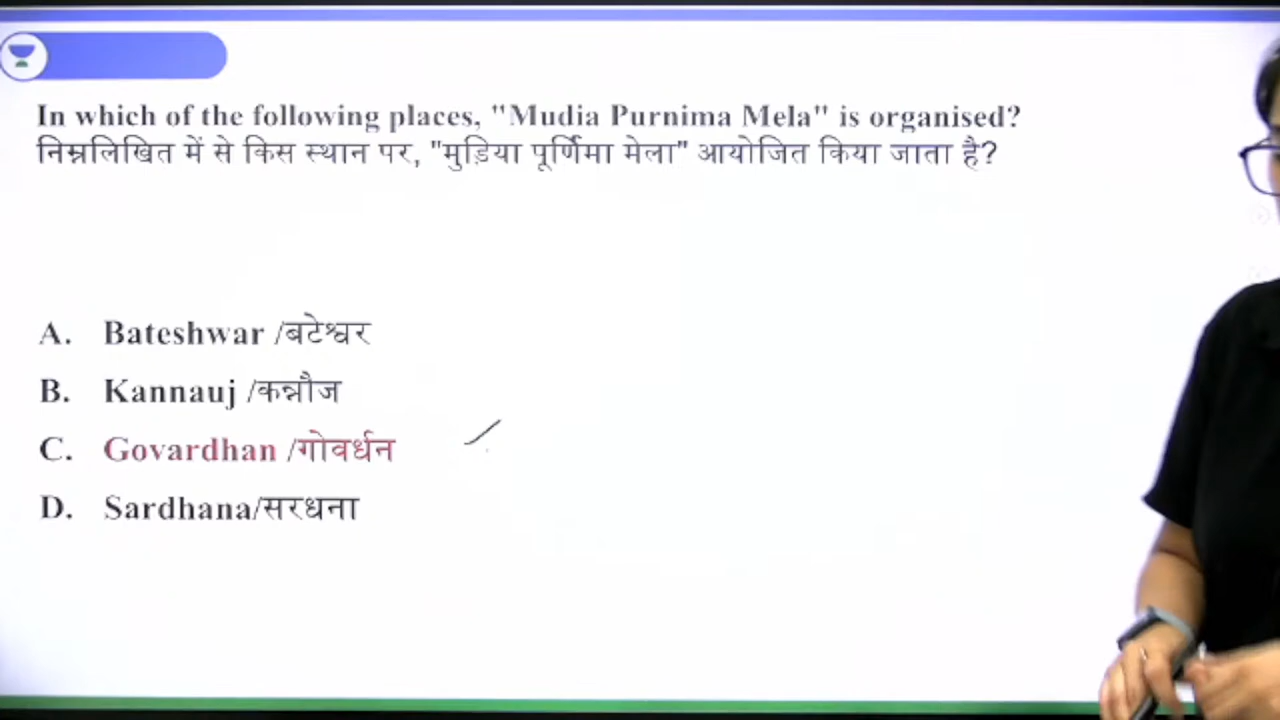 In which of the following places, "Mudia Purnima Mela" is organised?
निम्नलिखित में से किस स्थान पर, "मुड़िया पूर्णिमा मेला" आयोजित किया जाता है?
A. Bateshwar /बटेश्वर
B. Kannauj /कन्नौज
C. Govardhan /गोवर्धन
D. Sardhana/सरधना